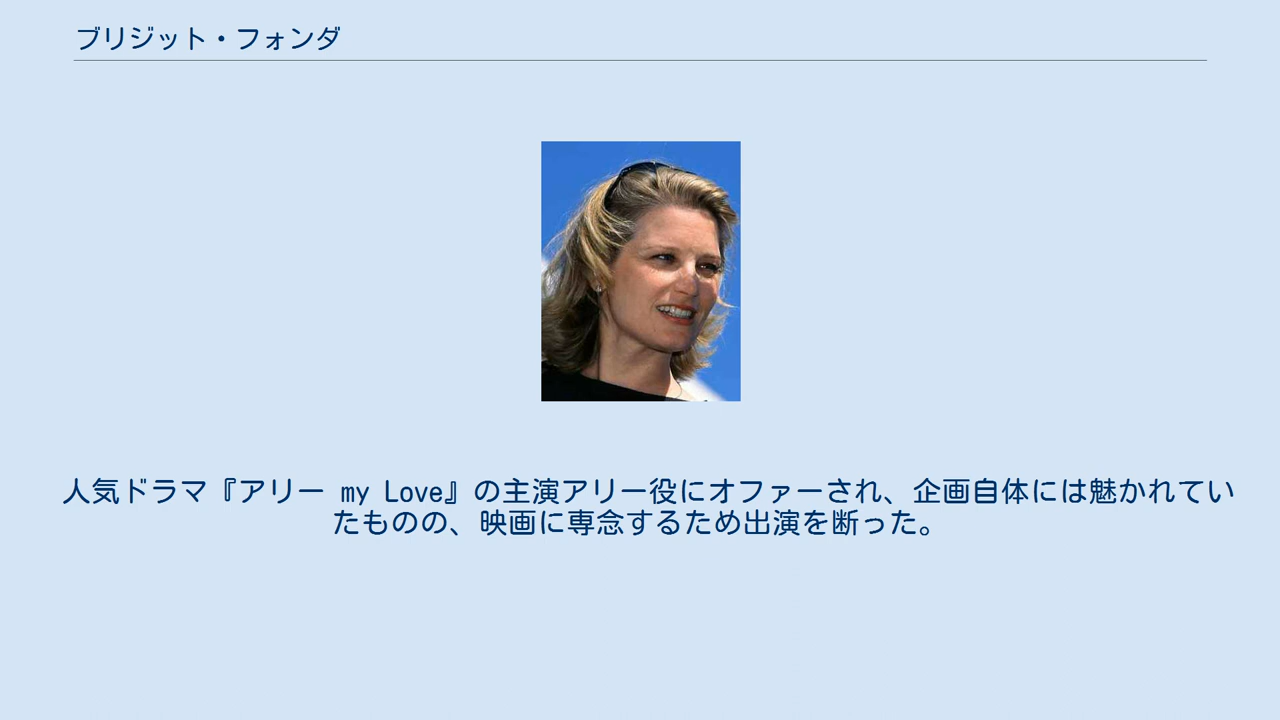 ブリジット・フォンダ
人気ドラマ『アリー my Love』の主演アリー役にオファーされ、企画自体には魅かれてい
たものの、映画に専念するため出演を断った。